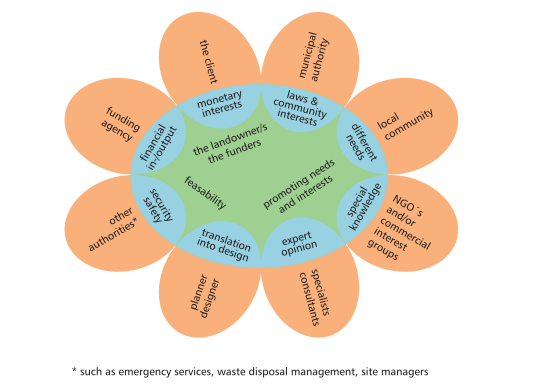 the client
municipal
authority
funding
agency
monetary
interests
laws &
community
interests
local
community
financial
in-/output
the landowner/s
the funders
different
needs
feasability
promoting needs
and interests
security
safety
special
knowledge
other
authorities*
NGO´s
and/or
commercial
interest
groups
translation
into design
expert
opinion
planner
designer
specialists
consultants
* such as emergency services, waste disposal management, site managers